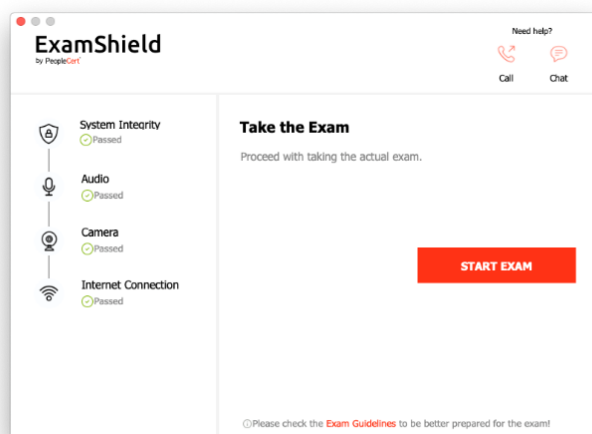 ExamShield
by PeopleCert
Need help?
Call
Chat
System Integrity
Passed
Audio
Passed
Camera
Passed
Internet Connection
Passed
Take the Exam
Proceed with taking the actual exam.
START EXAM
Please check the Exam Guidelines to be better prepared for the exam!